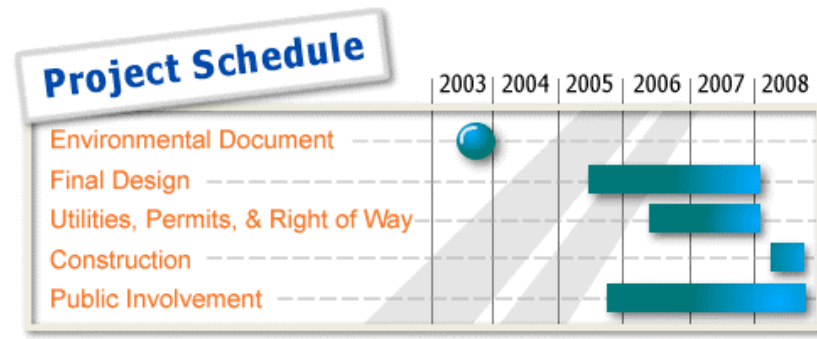 Project Schedule
2003 2004 2005 2006 2007 2008
Environmental Document
Final Design
Utilities, Permits, & Right of Way
Construction
Public Involvement